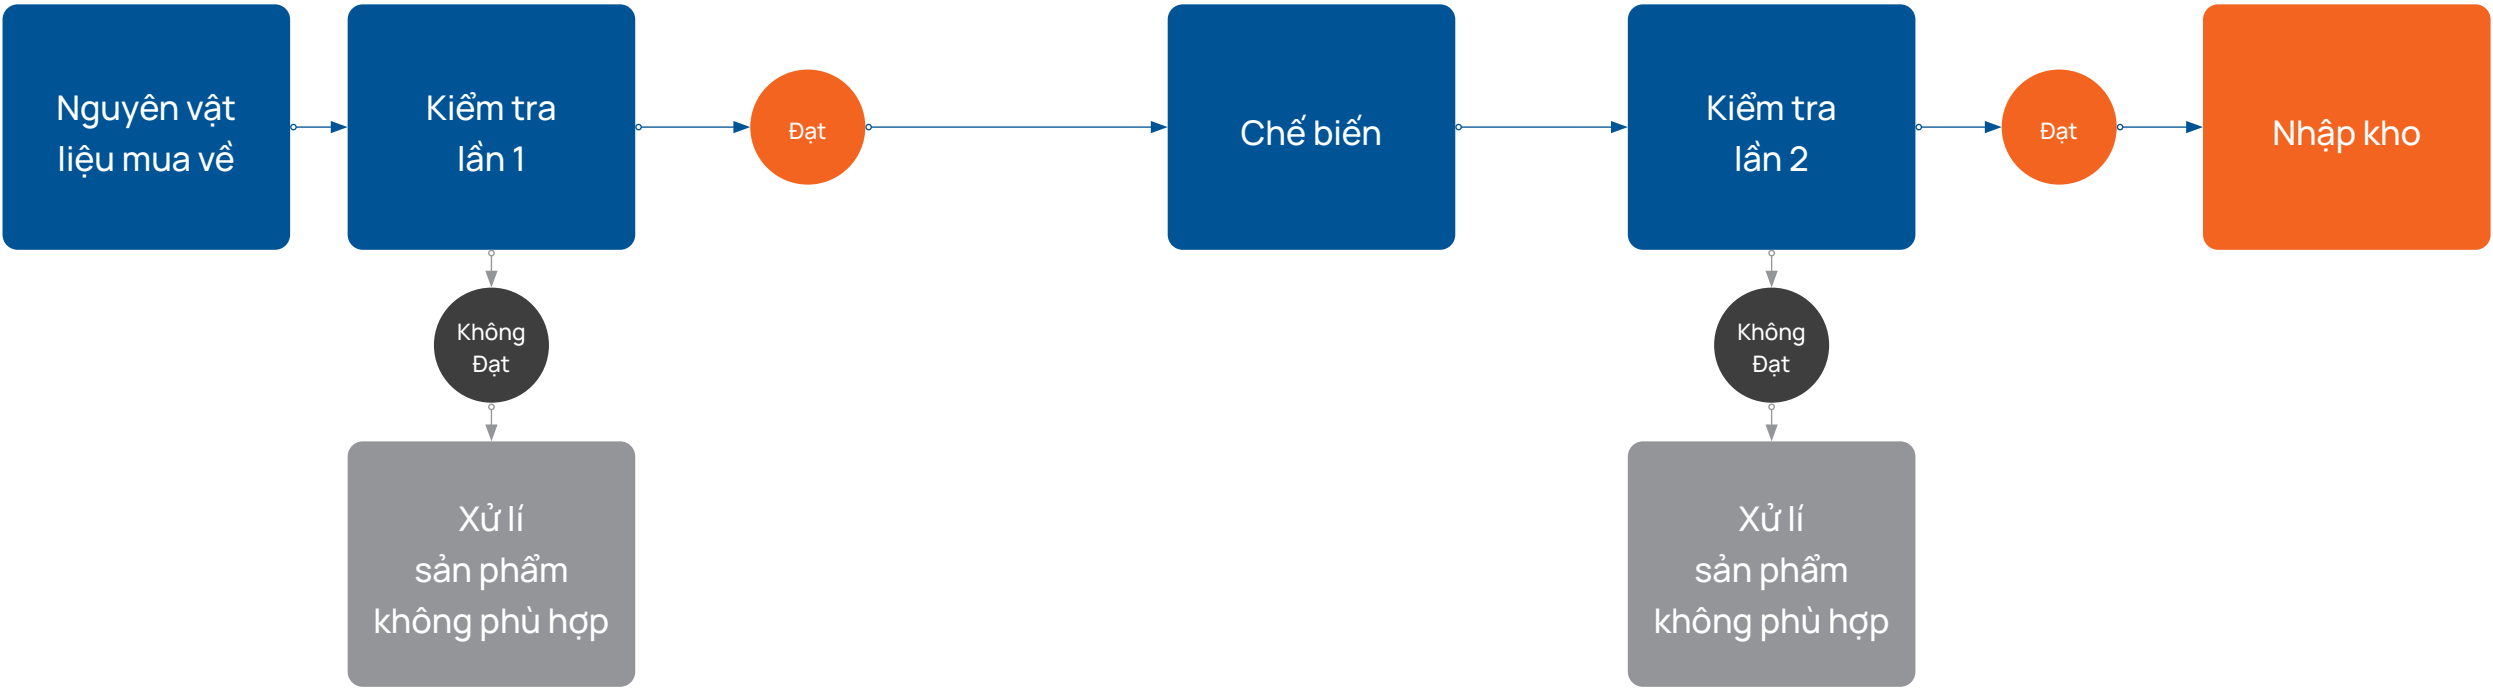 Nguyên vật
liệu mua về
Kiểm tra
lần 1
Đạt
Chế biến
Kiểm tra
lần 2
Đạt
Nhập kho
Không
Đạt
Không
Đạt
Xử lí
sản phẩm
không phù hợp
Xử lí
sản phẩm
không phù hợp